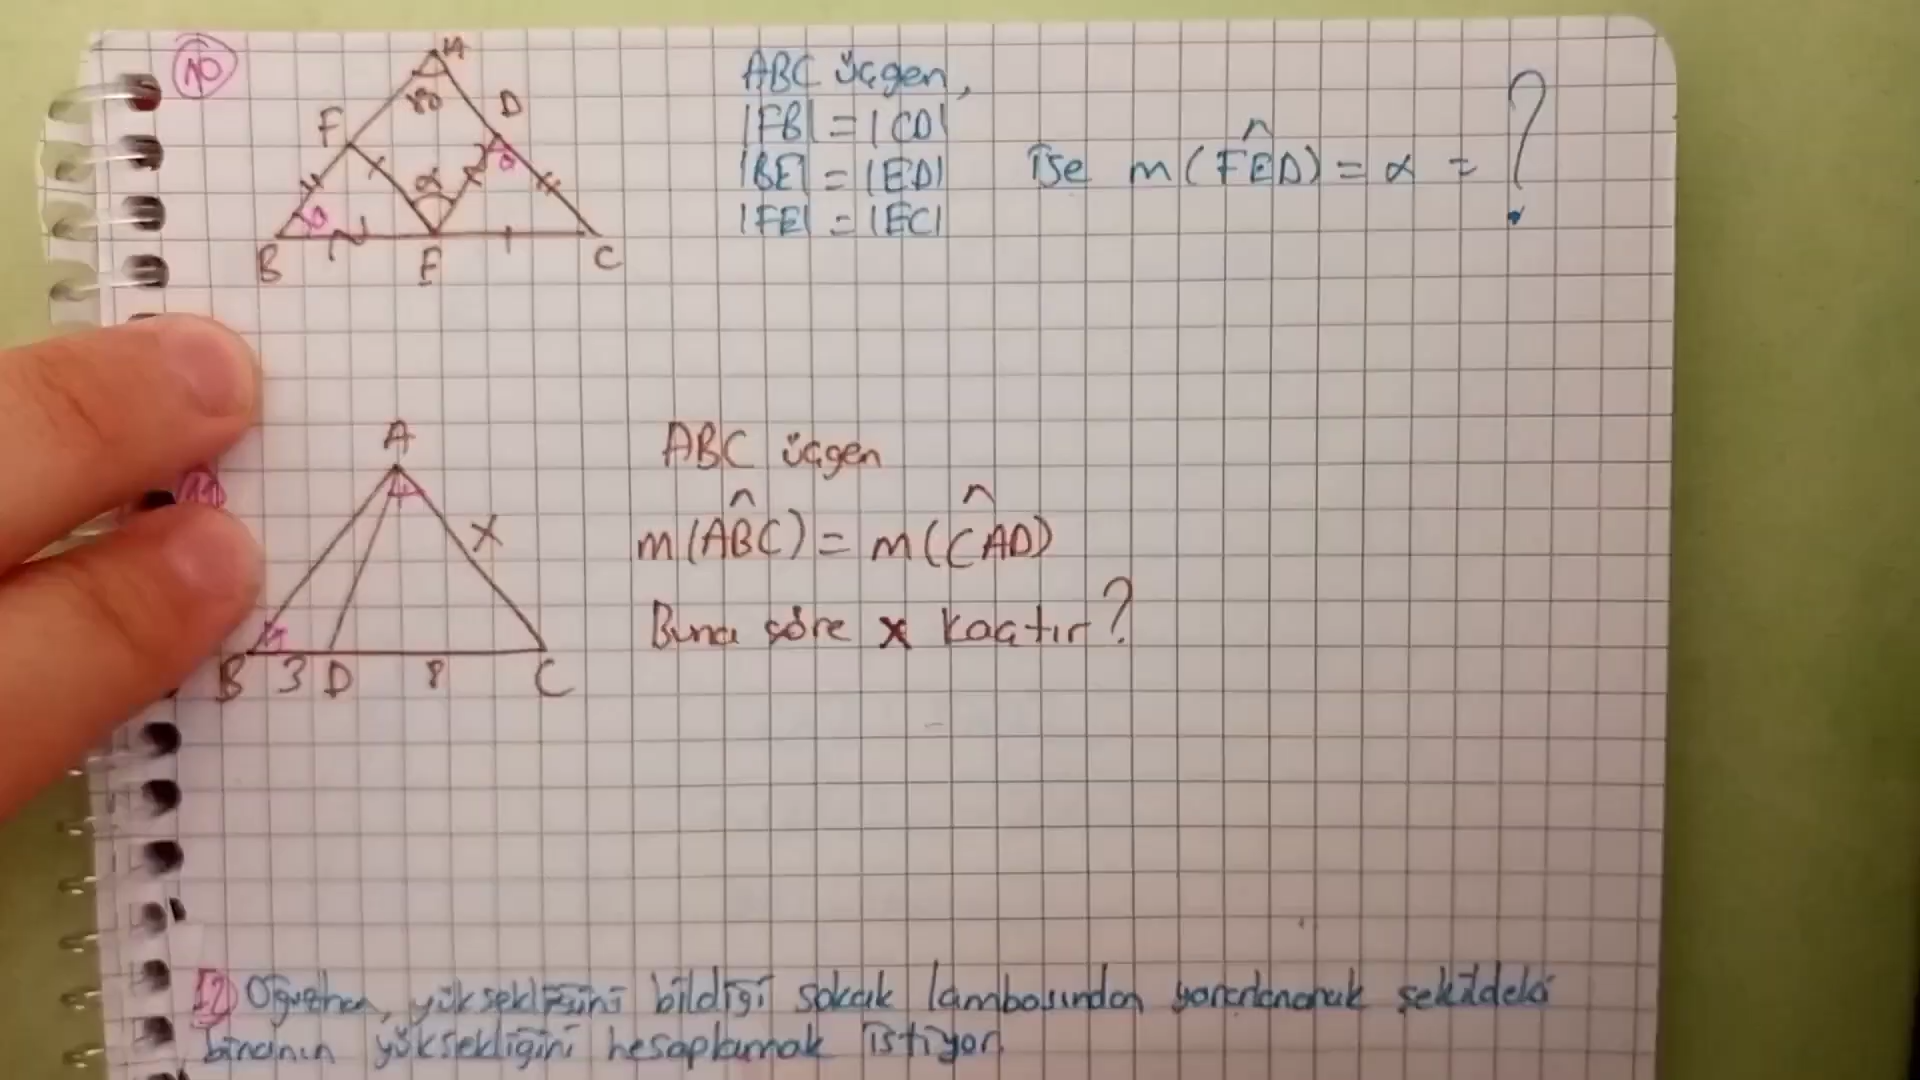 10
A
80
F
D
α
B
E
C
ABC üçgen,
|FB| = |CD|
|BE| = |ED|
|FE| = |EC|
ise m(FED) = α = ?
A
x
B 3 D 8 C
ABC üçgen
m(ABC) = m(CAD)
Buna göre x kaçtır?
12) Oğuzhan, yüksekliğini bildiği sokak lambasından yararlanarak şekildeki
binanın yüksekliğini hesaplamak istiyor.